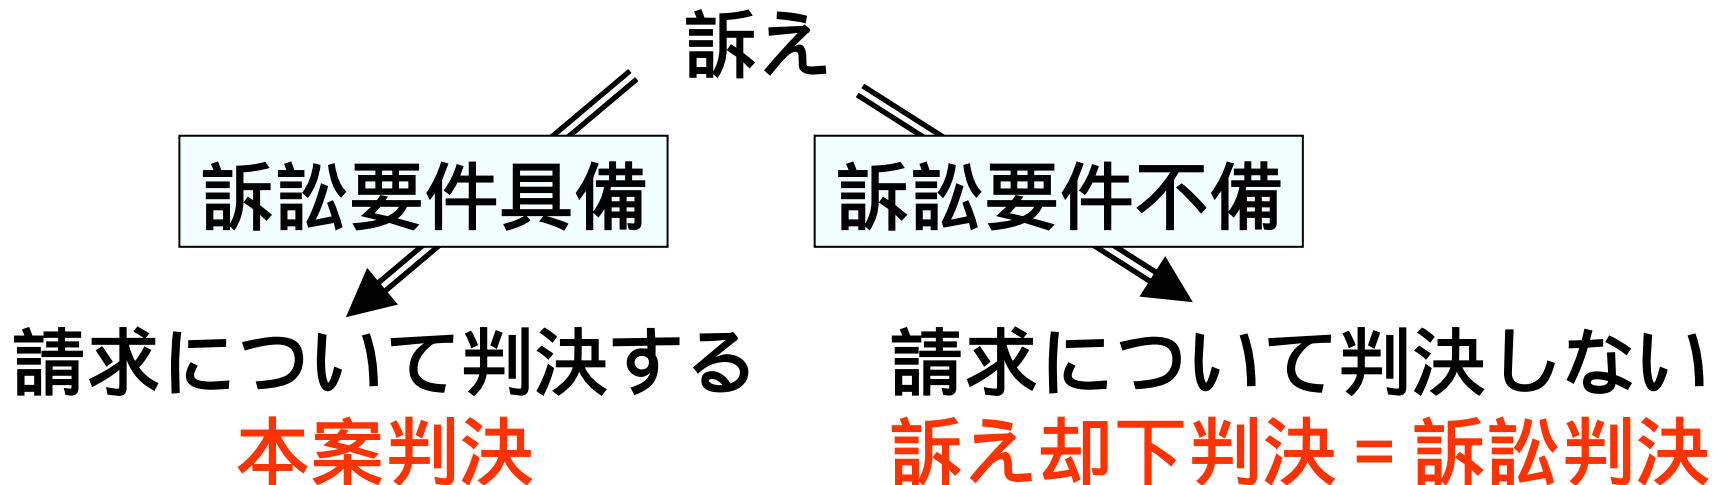 訴え
訴訟要件具備
訴訟要件不備
請求について判決する
本案判決
請求について判決しない
訴え却下判決 = 訴訟判決